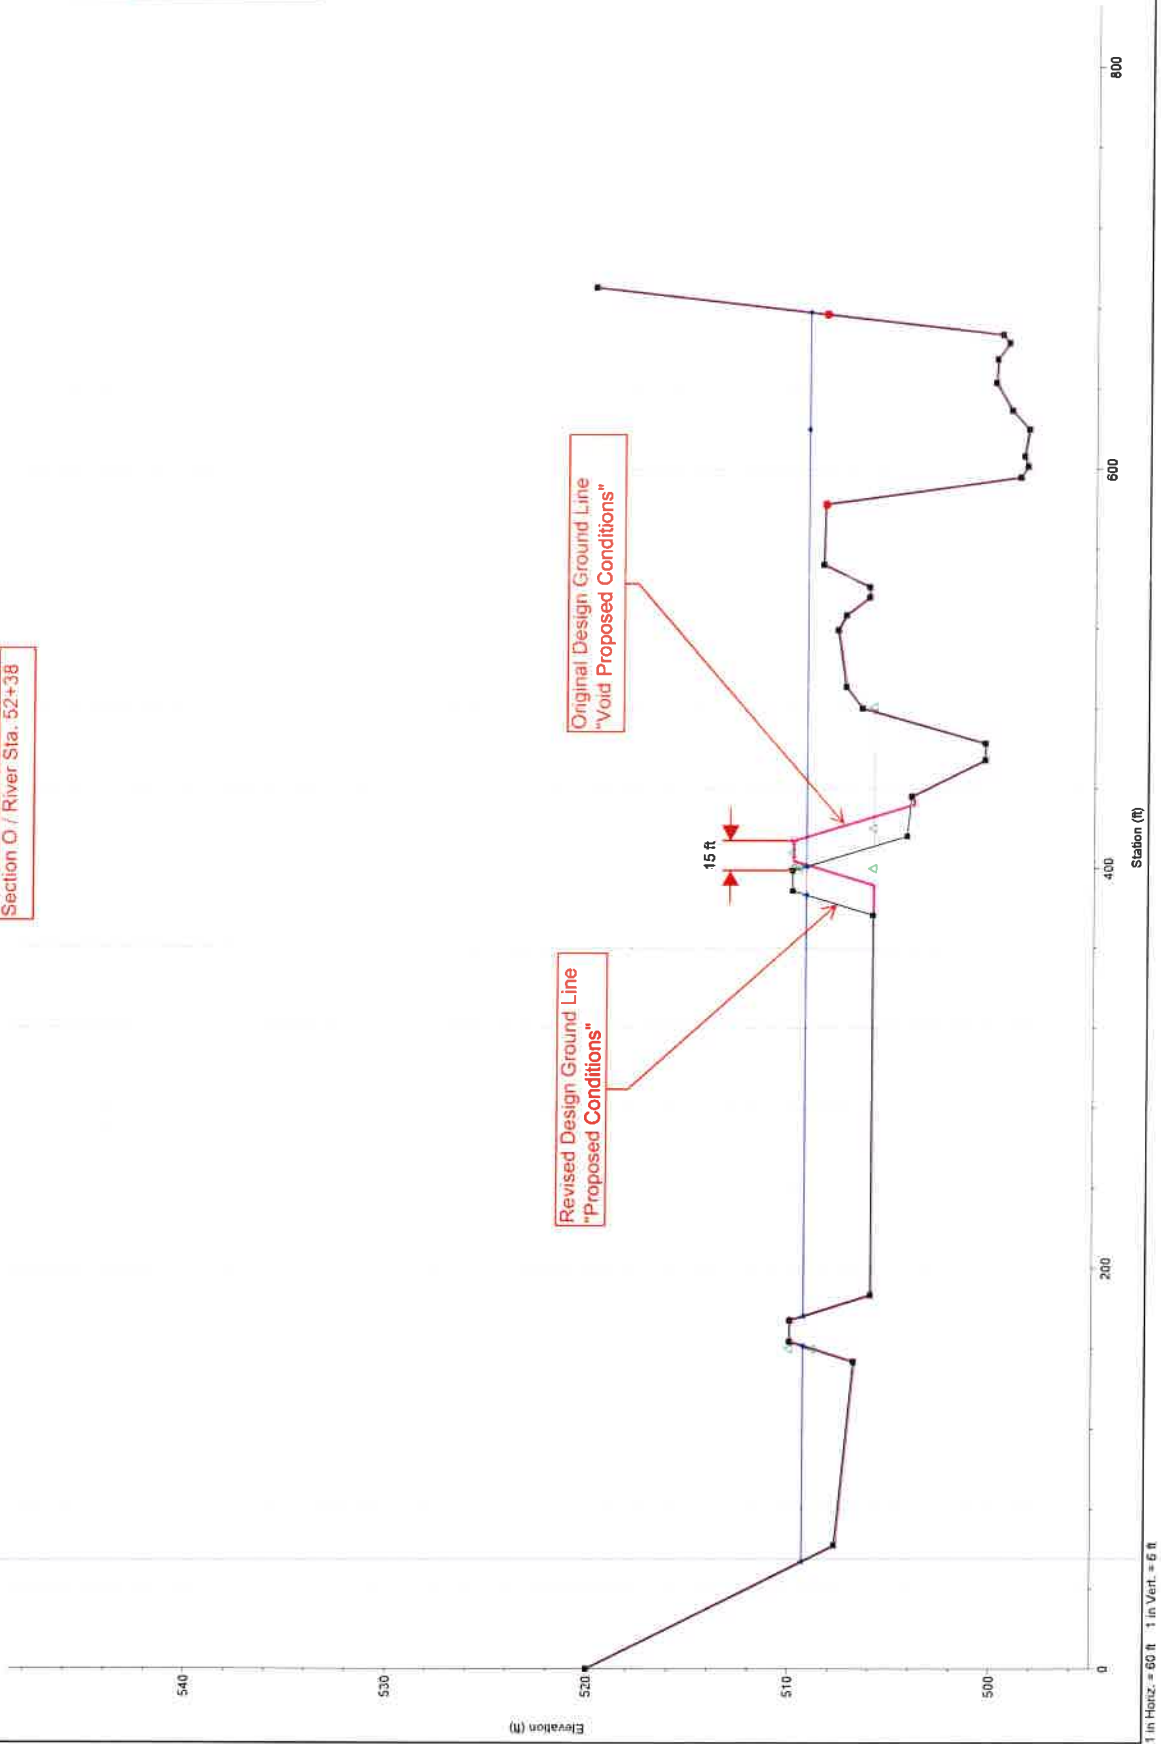 Section O / River Sta. 52+38
Original Design Ground Line
"Void Proposed Conditions"
Revised Design Ground Line
"Proposed Conditions"
15 ft
Elevation (ft)
540
530
520
510
500
0
200
400
600
800
Station (ft)
1 in Horiz. = 60 ft 1 in Vert. = 6 ft